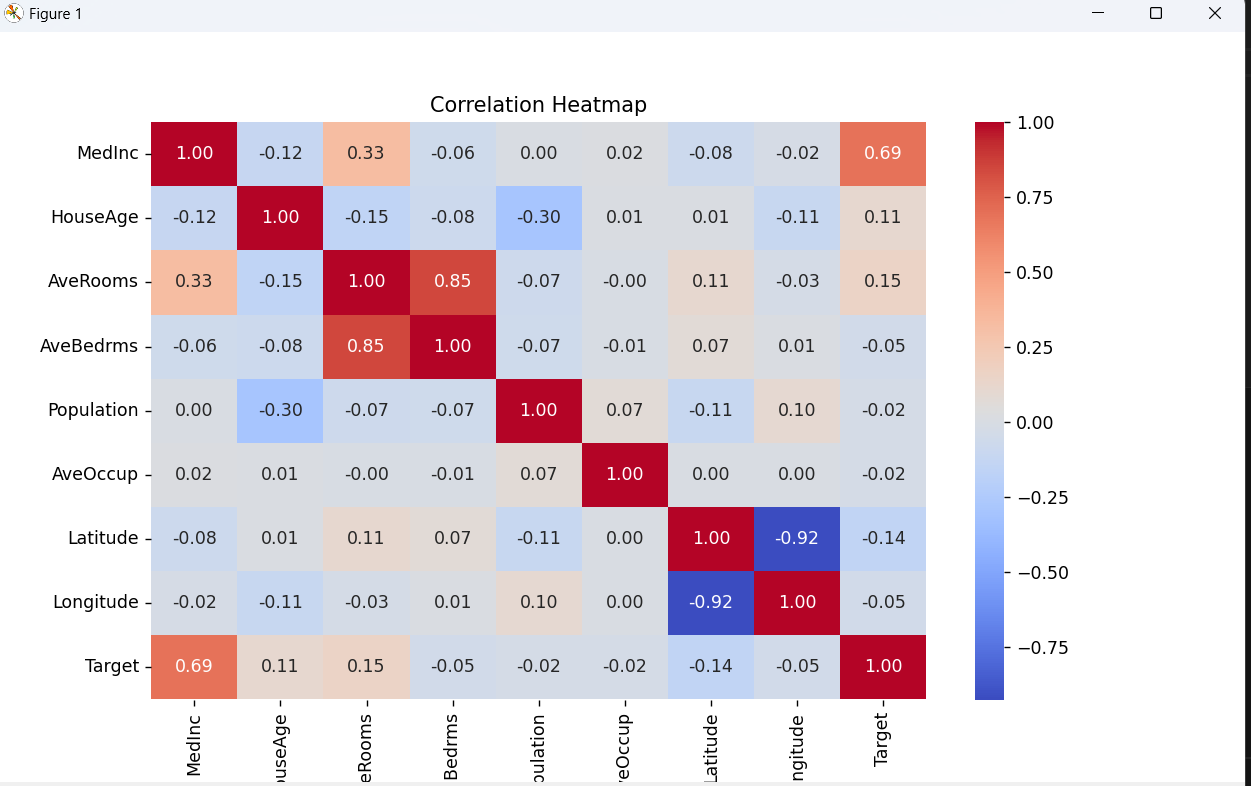 Figure 1
Correlation Heatmap
MedInc 1.00 -0.12 0.33 -0.06 0.00 0.02 -0.08 -0.02 0.69
HouseAge -0.12 1.00 -0.15 -0.08 -0.30 0.01 0.01 -0.11 0.11
AveRooms 0.33 -0.15 1.00 0.85 -0.07 -0.00 0.11 -0.03 0.15
AveBedrms -0.06 -0.08 0.85 1.00 -0.07 -0.01 0.07 0.01 -0.05
Population 0.00 -0.30 -0.07 -0.07 1.00 0.07 -0.11 0.10 -0.02
AveOccup 0.02 0.01 -0.00 -0.01 0.07 1.00 0.00 0.00 -0.02
Latitude -0.08 0.01 0.11 0.07 -0.11 0.00 1.00 -0.92 -0.14
Longitude -0.02 -0.11 -0.03 0.01 0.10 0.00 -0.92 1.00 -0.05
Target 0.69 0.11 0.15 -0.05 -0.02 -0.02 -0.14 -0.05 1.00
MedInc
ouseAge
eRooms
Bedrms
pulation
veOccup
Latitude
ngitude
Target
1.00
0.75
0.50
0.25
0.00
−0.25
−0.50
−0.75